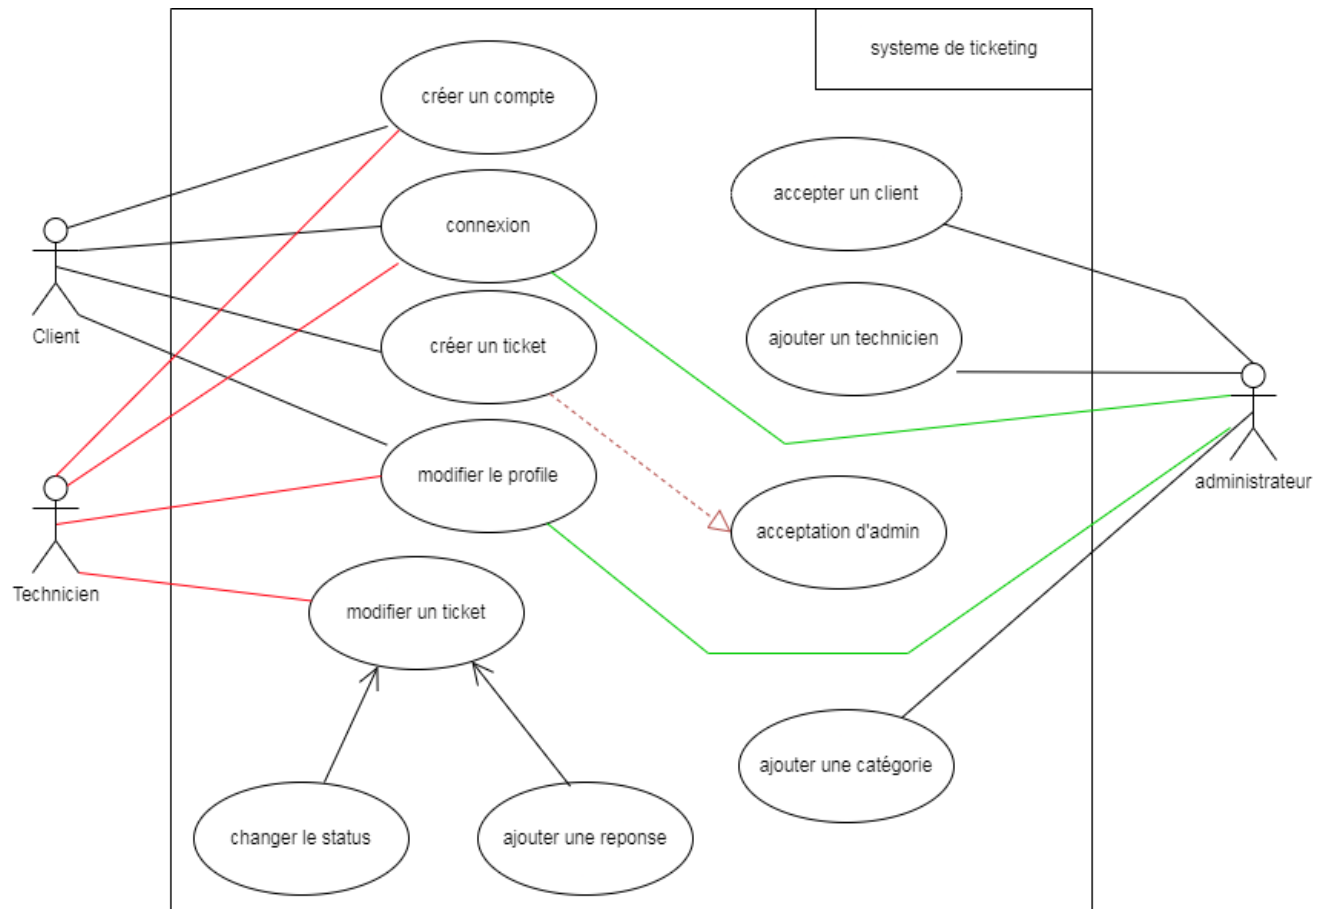 systeme de ticketing
créer un compte
accepter un client
connexion
Client
créer un ticket
ajouter un technicien
modifier le profile
administrateur
acceptation d'admin
Technicien
modifier un ticket
ajouter une catégorie
changer le status
ajouter une reponse